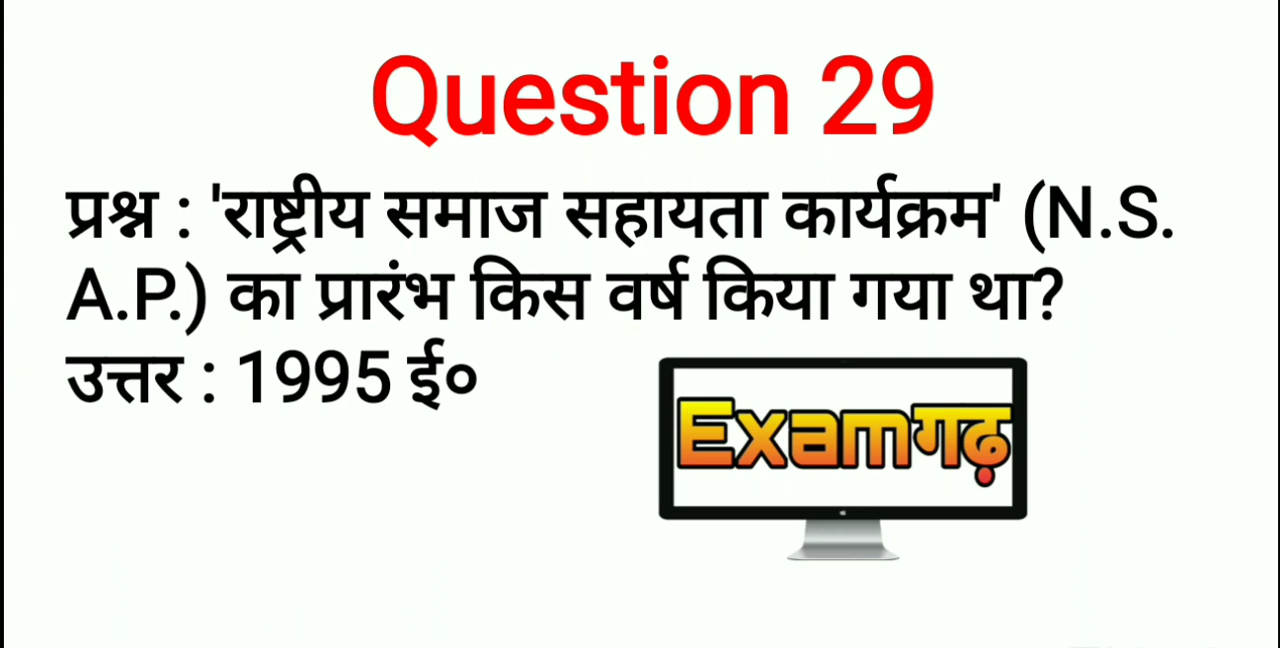 Question 29
प्रश्न : 'राष्ट्रीय समाज सहायता कार्यक्रम' (N.S.
A.P.) का प्रारंभ किस वर्ष किया गया था?
उत्तर : 1995 ई०
Examगढ़